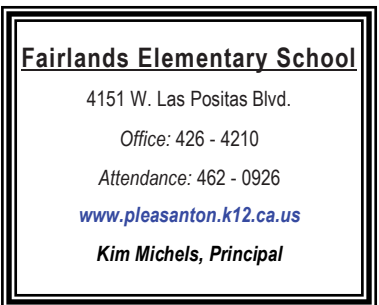 Fairlands Elementary School
4151 W. Las Positas Blvd.
Office: 426 - 4210
Attendance: 462 - 0926
www.pleasanton.k12.ca.us
Kim Michels, Principal